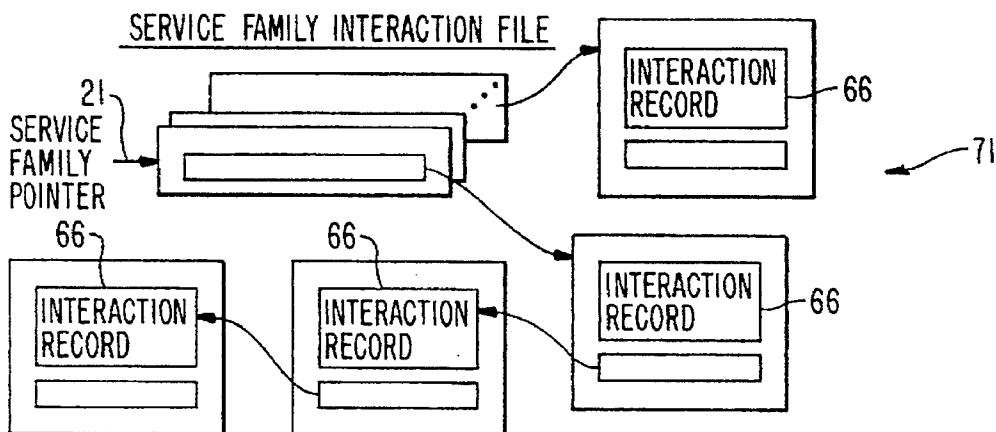 SERVICE FAMILY INTERACTION FILE
21
SERVICE
FAMILY
POINTER
INTERACTION
RECORD
66
71
66
INTERACTION
RECORD
66
INTERACTION
RECORD
INTERACTION
RECORD
66